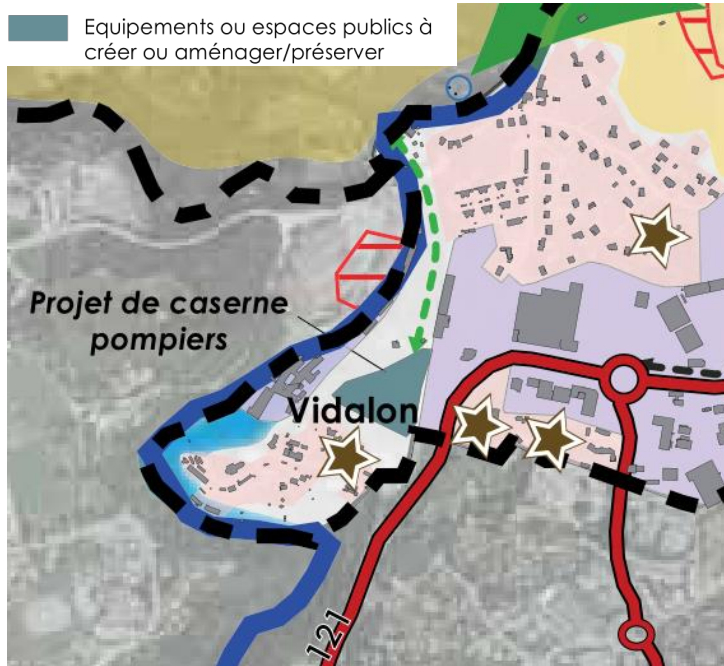 Equipements ou espaces publics à
créer ou aménager/préserver
Projet de caserne
pompiers
Vidalon
121